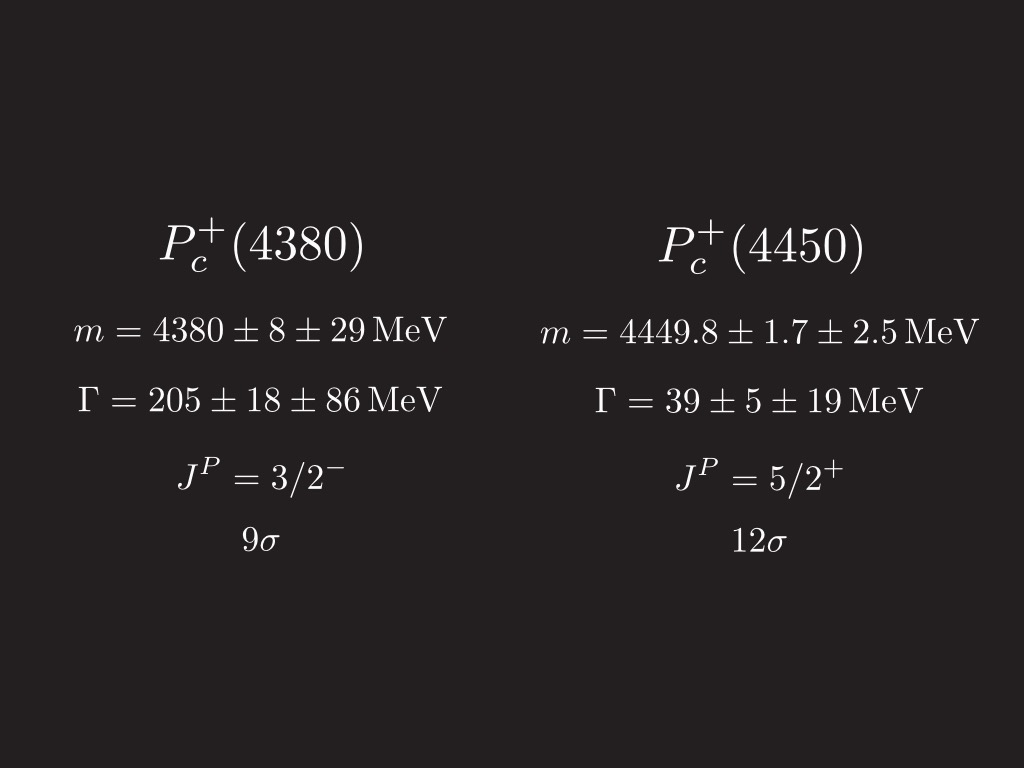 P_c^+(4380)
m = 4380 ± 8 ± 29 MeV
Γ = 205 ± 18 ± 86 MeV
J^P = 3/2^−
9σ
P_c^+(4450)
m = 4449.8 ± 1.7 ± 2.5 MeV
Γ = 39 ± 5 ± 19 MeV
J^P = 5/2^+
12σ